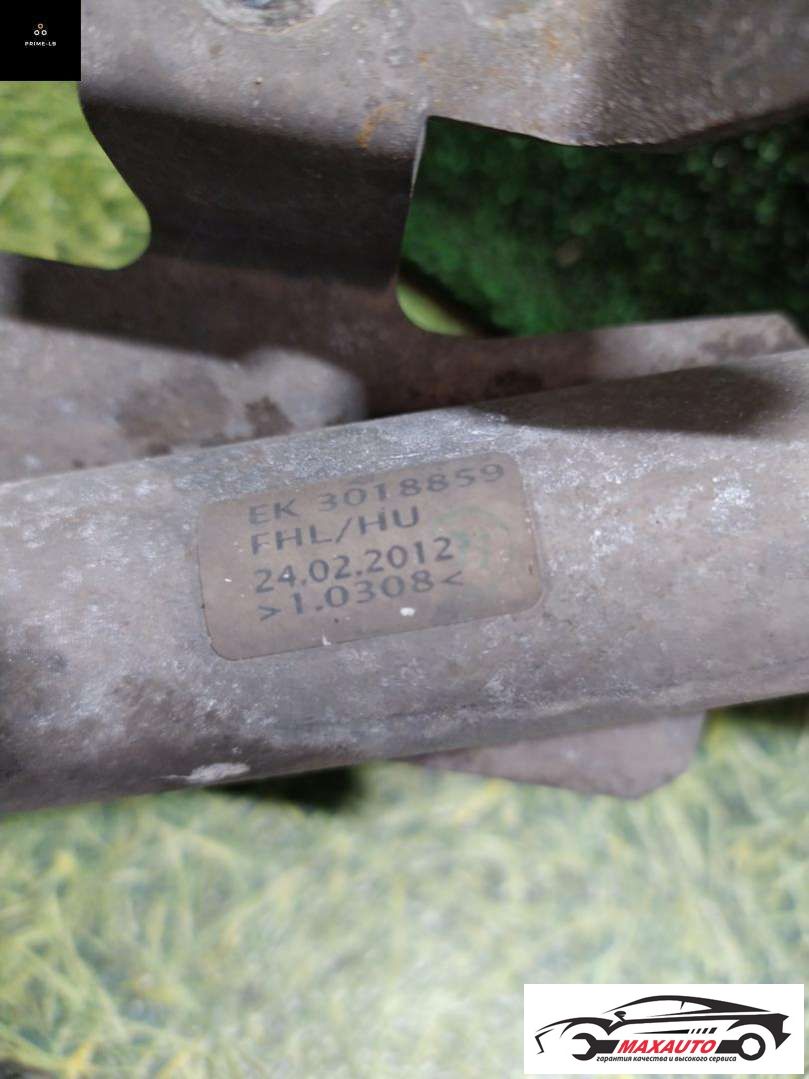 PRIME-LB
EK 3018859
FHL/HU
24.02.2012
>1.0308<
MAXAUTO
гарантия качества и высокого сервиса